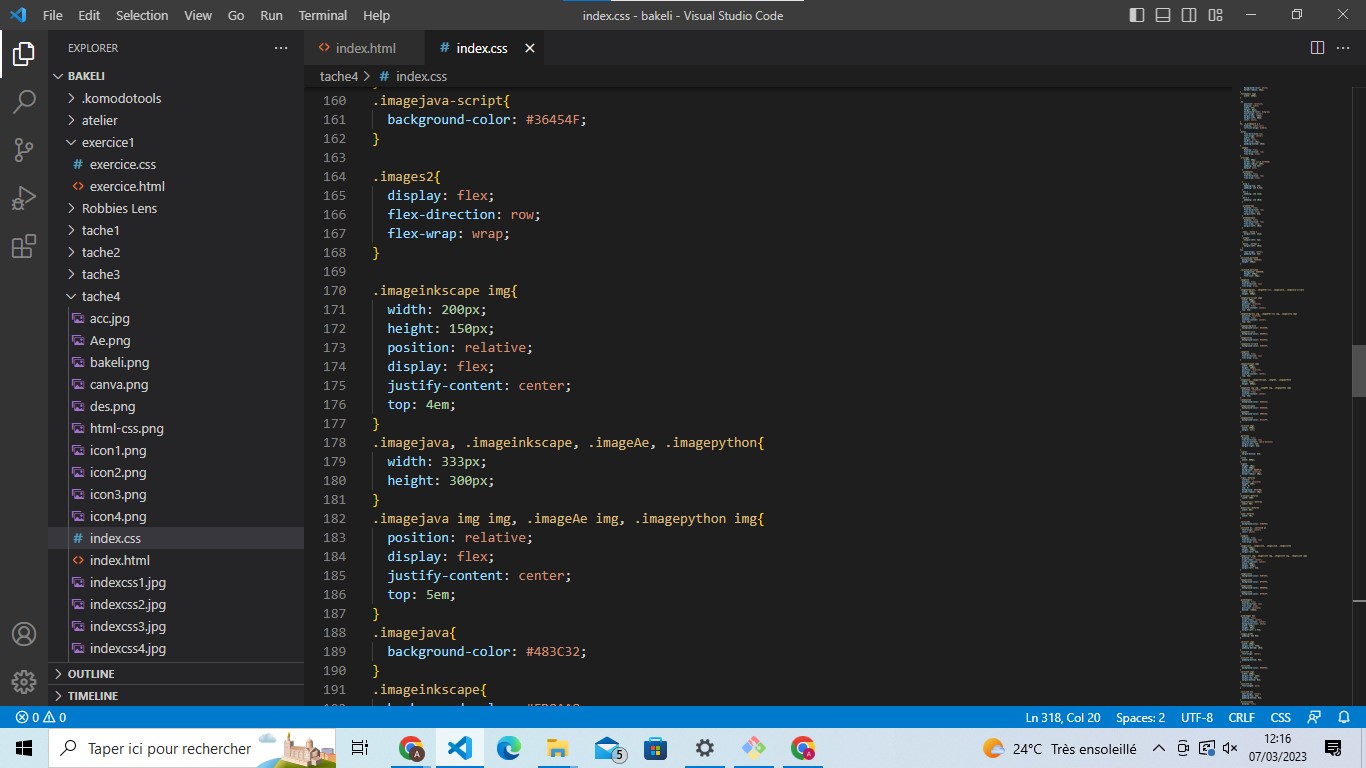 File Edit Selection View Go Run Terminal Help
index.css - bakeli - Visual Studio Code
EXPLORER
BAKELI
.komodotools
atelier
exercice1
# exercice.css
<> exercice.html
Robbies Lens
tache1
tache2
tache3
tache4
acc.jpg
Ae.png
bakeli.png
canva.png
des.png
html-css.png
icon1.png
icon2.png
icon3.png
icon4.png
# index.css
<> index.html
indexcss1.jpg
indexcss2.jpg
indexcss3.jpg
indexcss4.jpg
OUTLINE
TIMELINE
<> index.html
# index.css
tache4 > # index.css
160 .imagejava-script{
161 background-color: #36454F;
162 }
163
164 .images2{
165 display: flex;
166 flex-direction: row;
167 flex-wrap: wrap;
168 }
169
170 .imageinkscape img{
171 width: 200px;
172 height: 150px;
173 position: relative;
174 display: flex;
175 justify-content: center;
176 top: 4em;
177 }
178 .imagejava, .imageinkscape, .imageAe, .imagepython{
179 width: 333px;
180 height: 300px;
181 }
182 .imagejava img img, .imageAe img, .imagepython img{
183 position: relative;
184 display: flex;
185 justify-content: center;
186 top: 5em;
187 }
188 .imagejava{
189 background-color: #483C32;
190 }
191 .imageinkscape{
0 0
Ln 318, Col 20 Spaces: 2 UTF-8 CRLF CSS
Taper ici pour rechercher
A
5
A
24°C Très ensoleillé
12:16
07/03/2023